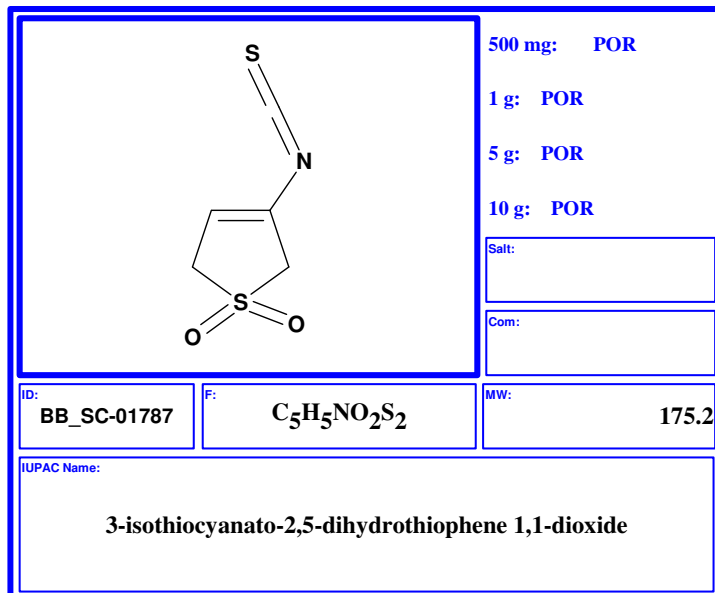 S
N
S
O
O
500 mg: POR
1 g: POR
5 g: POR
10 g: POR
Salt:
Com:
ID:
BB_SC-01787
F:
C5H5NO2S2
MW:
175.2
IUPAC Name:
3-isothiocyanato-2,5-dihydrothiophene 1,1-dioxide